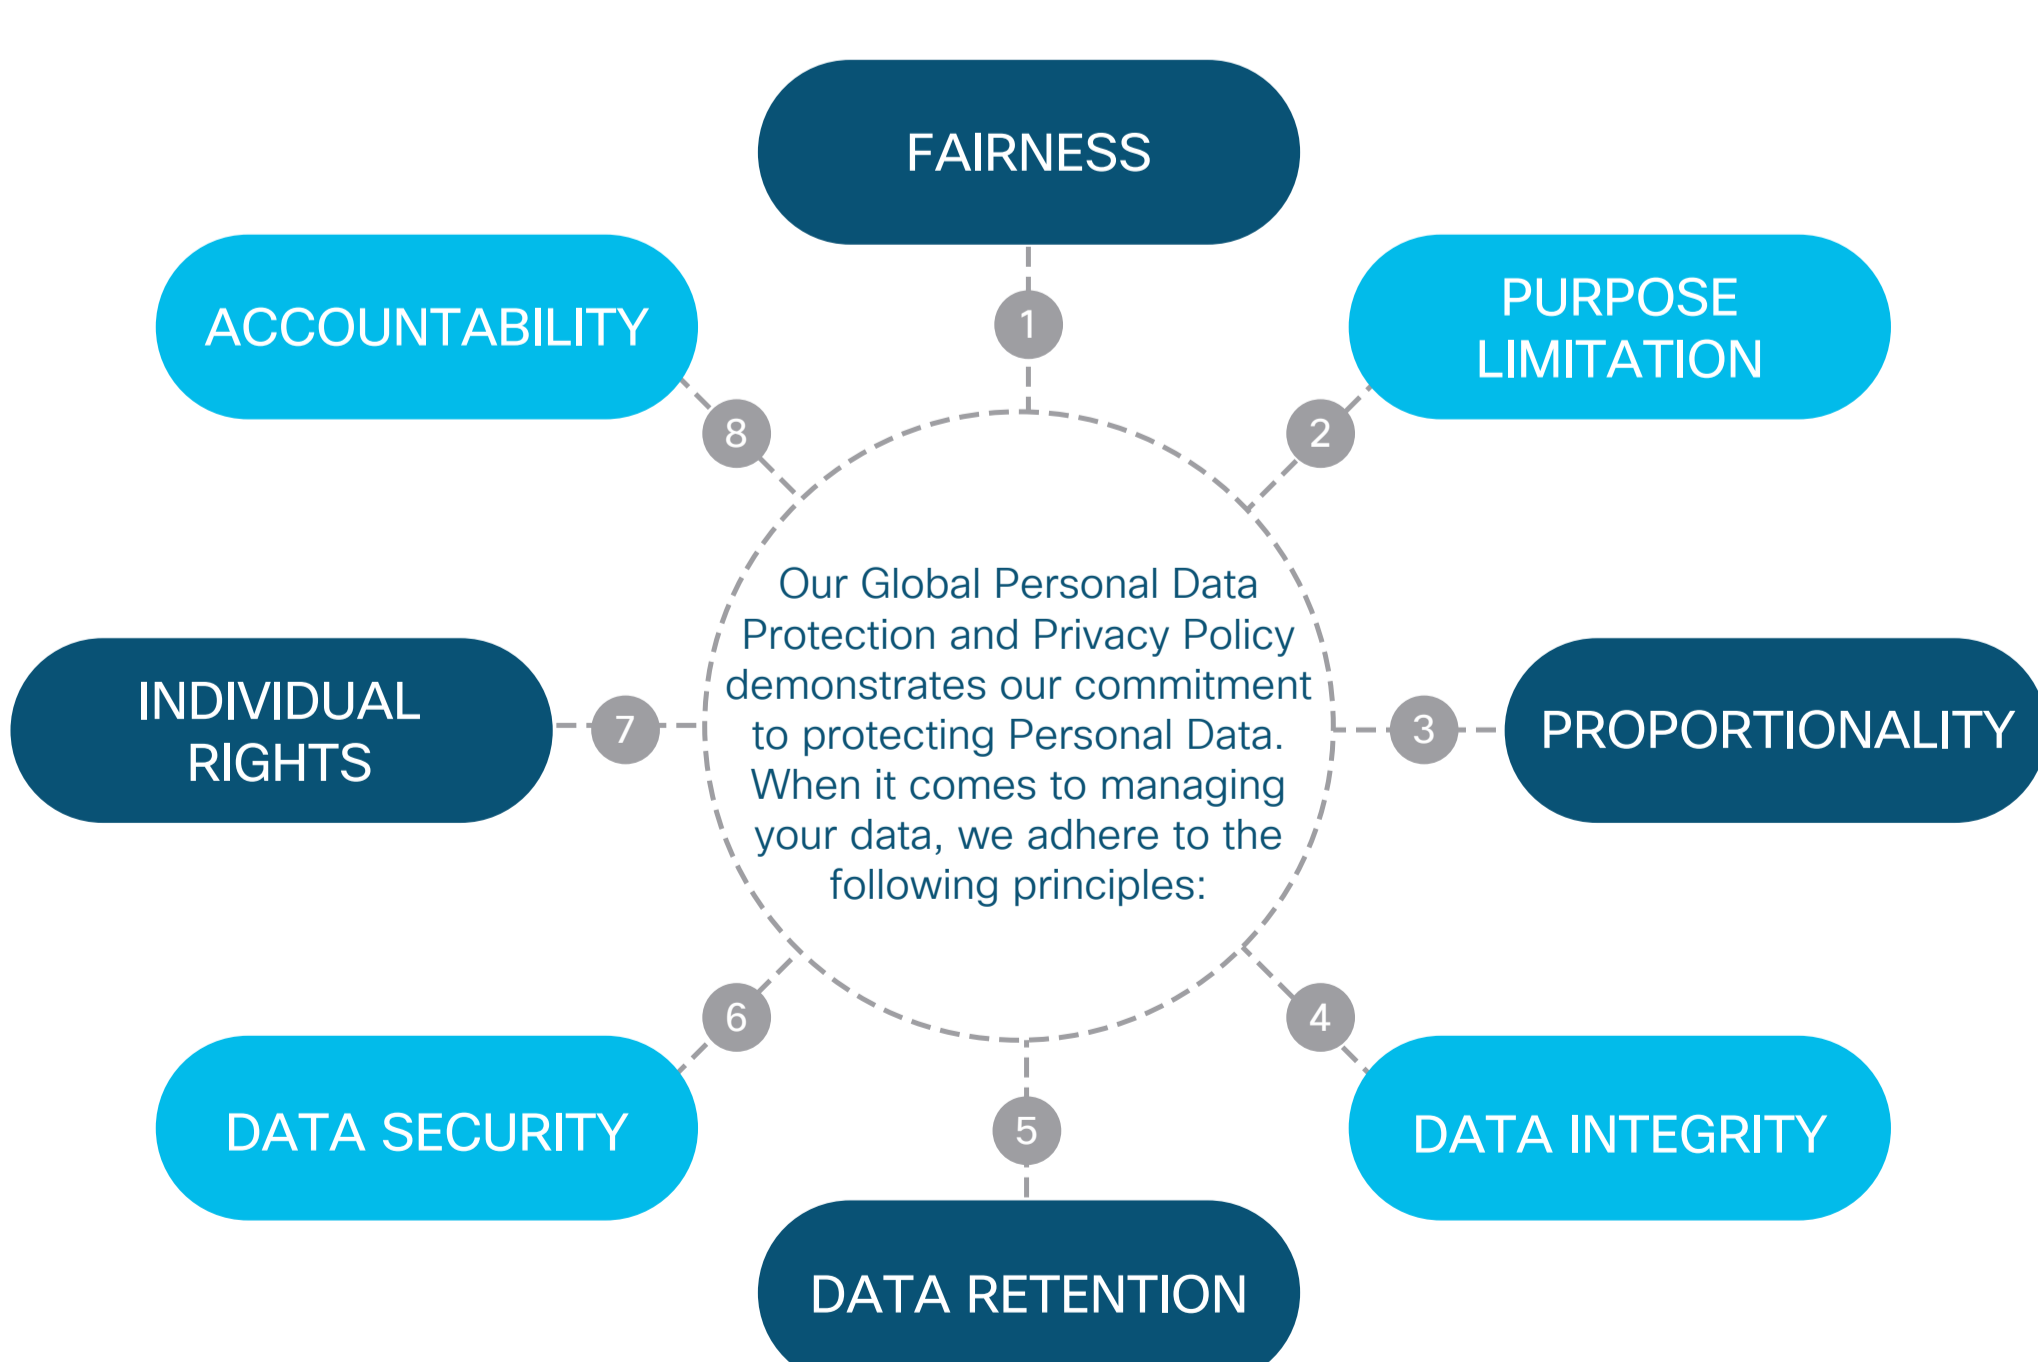 FAIRNESS
1
PURPOSE
LIMITATION
2
PROPORTIONALITY
3
DATA INTEGRITY
4
DATA RETENTION
5
DATA SECURITY
6
INDIVIDUAL
RIGHTS
7
ACCOUNTABILITY
8
Our Global Personal Data
Protection and Privacy Policy
demonstrates our commitment
to protecting Personal Data.
When it comes to managing
your data, we adhere to the
following principles: